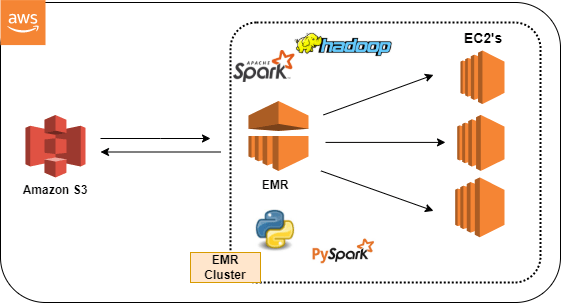 aws
hadoop
EC2's
APACHE
Spark
Amazon S3
EMR
PySpark
EMR
Cluster